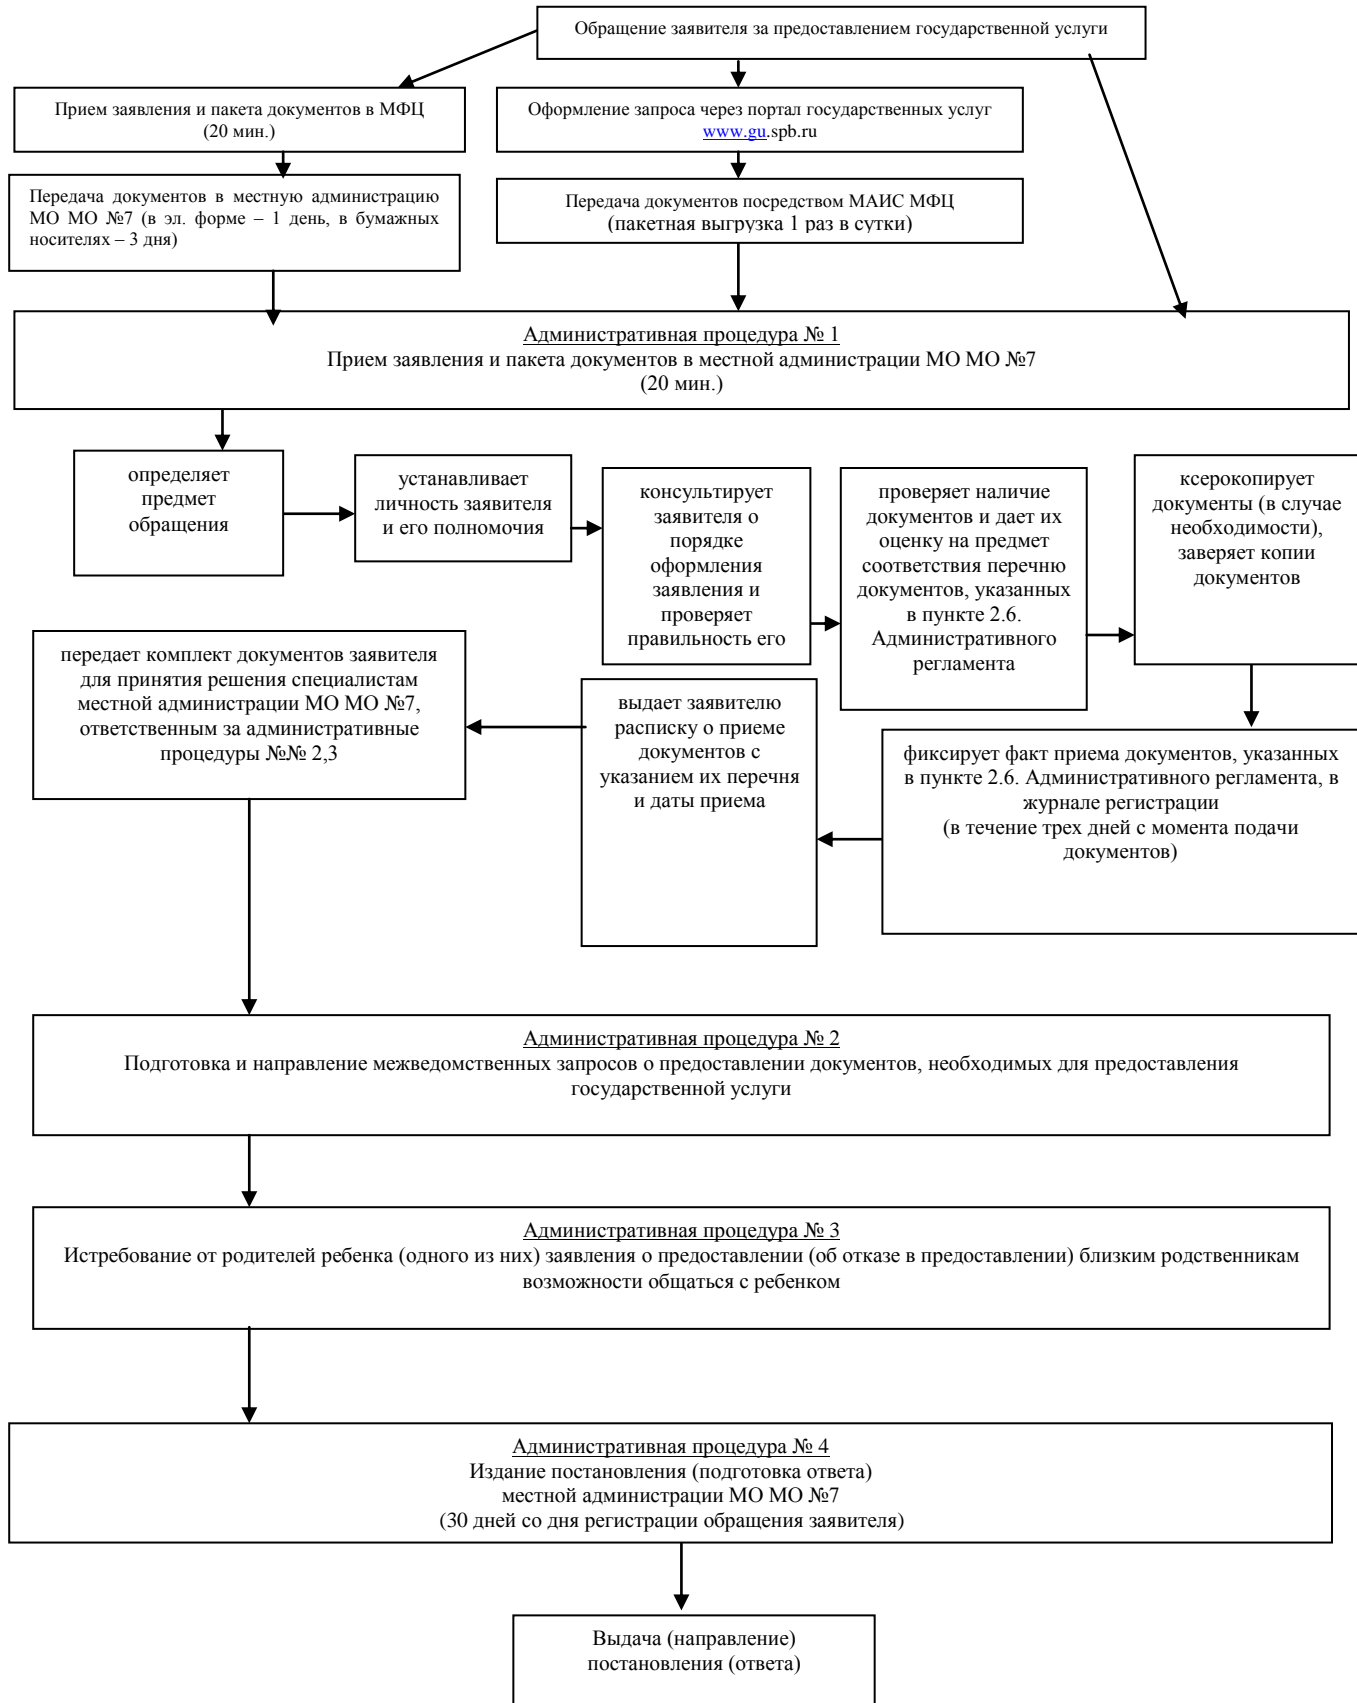 Обращение заявителя за предоставлением государственной услуги
Прием заявления и пакета документов в МФЦ
(20 мин.)
Оформление запроса через портал государственных услуг
www.gu.spb.ru
Передача документов в местную администрацию
МО МО №7 (в эл. форме – 1 день, в бумажных
носителях – 3 дня)
Передача документов посредством МАИС МФЦ
(пакетная выгрузка 1 раз в сутки)
Административная процедура № 1
Прием заявления и пакета документов в местной администрации МО МО №7
(20 мин.)
определяет
предмет
обращения
устанавливает
личность заявителя
и его полномочия
консультирует
заявителя о
порядке
оформления
заявления и
проверяет
правильность его
проверяет наличие
документов и дает их
оценку на предмет
соответствия перечню
документов, указанных
в пункте 2.6.
Административного
регламента
ксерокопирует
документы (в случае
необходимости),
заверяет копии
документов
передает комплект документов заявителя
для принятия решения специалистам
местной администрации МО МО №7,
ответственным за административные
процедуры №№ 2,3
выдает заявителю
расписку о приеме
документов с
указанием их перечня
и даты приема
фиксирует факт приема документов, указанных
в пункте 2.6. Административного регламента, в
журнале регистрации
(в течение трех дней с момента подачи
документов)
Административная процедура № 2
Подготовка и направление межведомственных запросов о предоставлении документов, необходимых для предоставления
государственной услуги
Административная процедура № 3
Истребование от родителей ребенка (одного из них) заявления о предоставлении (об отказе в предоставлении) близким родственникам
возможности общаться с ребенком
Административная процедура № 4
Издание постановления (подготовка ответа)
местной администрации МО МО №7
(30 дней со дня регистрации обращения заявителя)
Выдача (направление)
постановления (ответа)